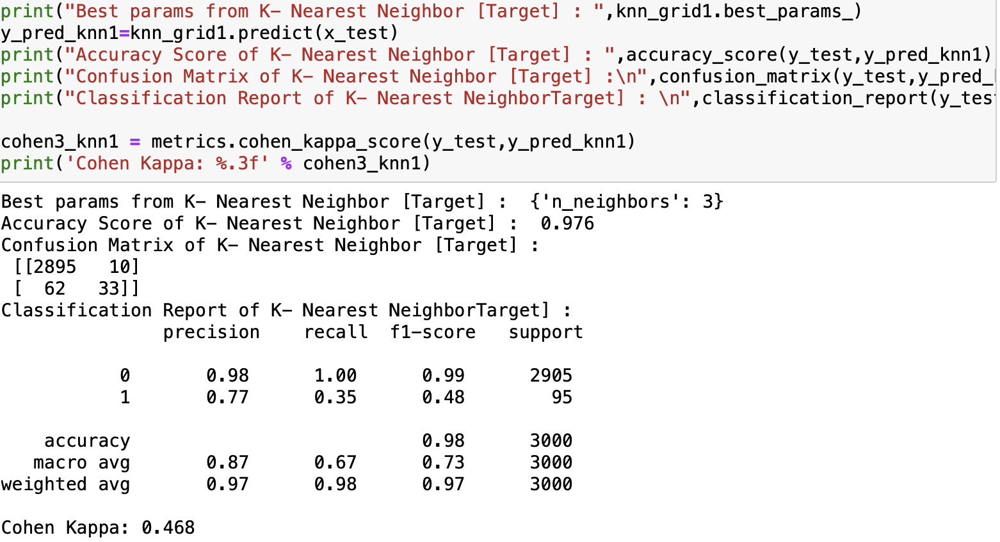 print("Best params from K- Nearest Neighbor [Target] : ",knn_grid1.best_params_)
y_pred_knn1=knn_grid1.predict(x_test)
print("Accuracy Score of K- Nearest Neighbor [Target] : ",accuracy_score(y_test,y_pred_knn1)
print("Confusion Matrix of K- Nearest Neighbor [Target] :\n",confusion_matrix(y_test,y_pred_
print("Classification Report of K- Nearest NeighborTarget] : \n",classification_report(y_tes

cohen3_knn1 = metrics.cohen_kappa_score(y_test,y_pred_knn1)
print('Cohen Kappa: %.3f' % cohen3_knn1)

Best params from K- Nearest Neighbor [Target] :  {'n_neighbors': 3}
Accuracy Score of K- Nearest Neighbor [Target] :  0.976
Confusion Matrix of K- Nearest Neighbor [Target] :
 [[2895   10]
 [  62   33]]
Classification Report of K- Nearest NeighborTarget] :
               precision    recall  f1-score   support

           0       0.98      1.00      0.99      2905
           1       0.77      0.35      0.48        95

    accuracy                           0.98      3000
   macro avg       0.87      0.67      0.73      3000
weighted avg       0.97      0.98      0.97      3000

Cohen Kappa: 0.468